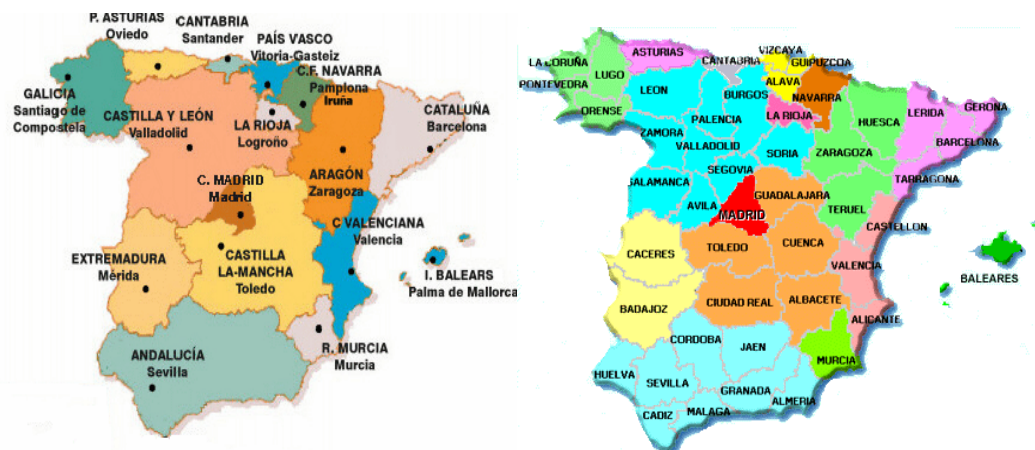 P. ASTURIAS
Oviedo
CANTABRIA
Santander
PAÍS VASCO
Vitoria-Gasteiz
C.F. NAVARRA
Pamplona
Iruña
GALICIA
Santiago de
Compostela
CASTILLA Y LEÓN
Valladolid
LA RIOJA
Logroño
CATALUÑA
Barcelona
ARAGÓN
Zaragoza
C. MADRID
Madrid
C VALENCIANA
Valencia
EXTREMADURA
Mérida
CASTILLA
LA-MANCHA
Toledo
I. BALEARS
Palma de Mallorca
R. MURCIA
Murcia
ANDALUCÍA
Sevilla
LA CORUÑA
LUGO
PONTEVEDRA
ORENSE
ASTURIAS
CANTABRIA
VIZCAYA
GUIPUZCOA
ALAVA
NAVARRA
LEON
BURGOS
PALENCIA
LA RIOJA
HUESCA
LERIDA
GERONA
BARCELONA
ZAMORA
VALLADOLID
SORIA
ZARAGOZA
TARRAGONA
SEGOVIA
SALAMANCA
AVILA
MADRID
GUADALAJARA
TERUEL
CASTELLON
CACERES
TOLEDO
CUENCA
VALENCIA
BALEARES
BADAJOZ
CIUDAD REAL
ALBACETE
ALICANTE
CORDOBA
JAEN
MURCIA
HUELVA
SEVILLA
GRANADA
ALMERIA
CADIZ
MALAGA